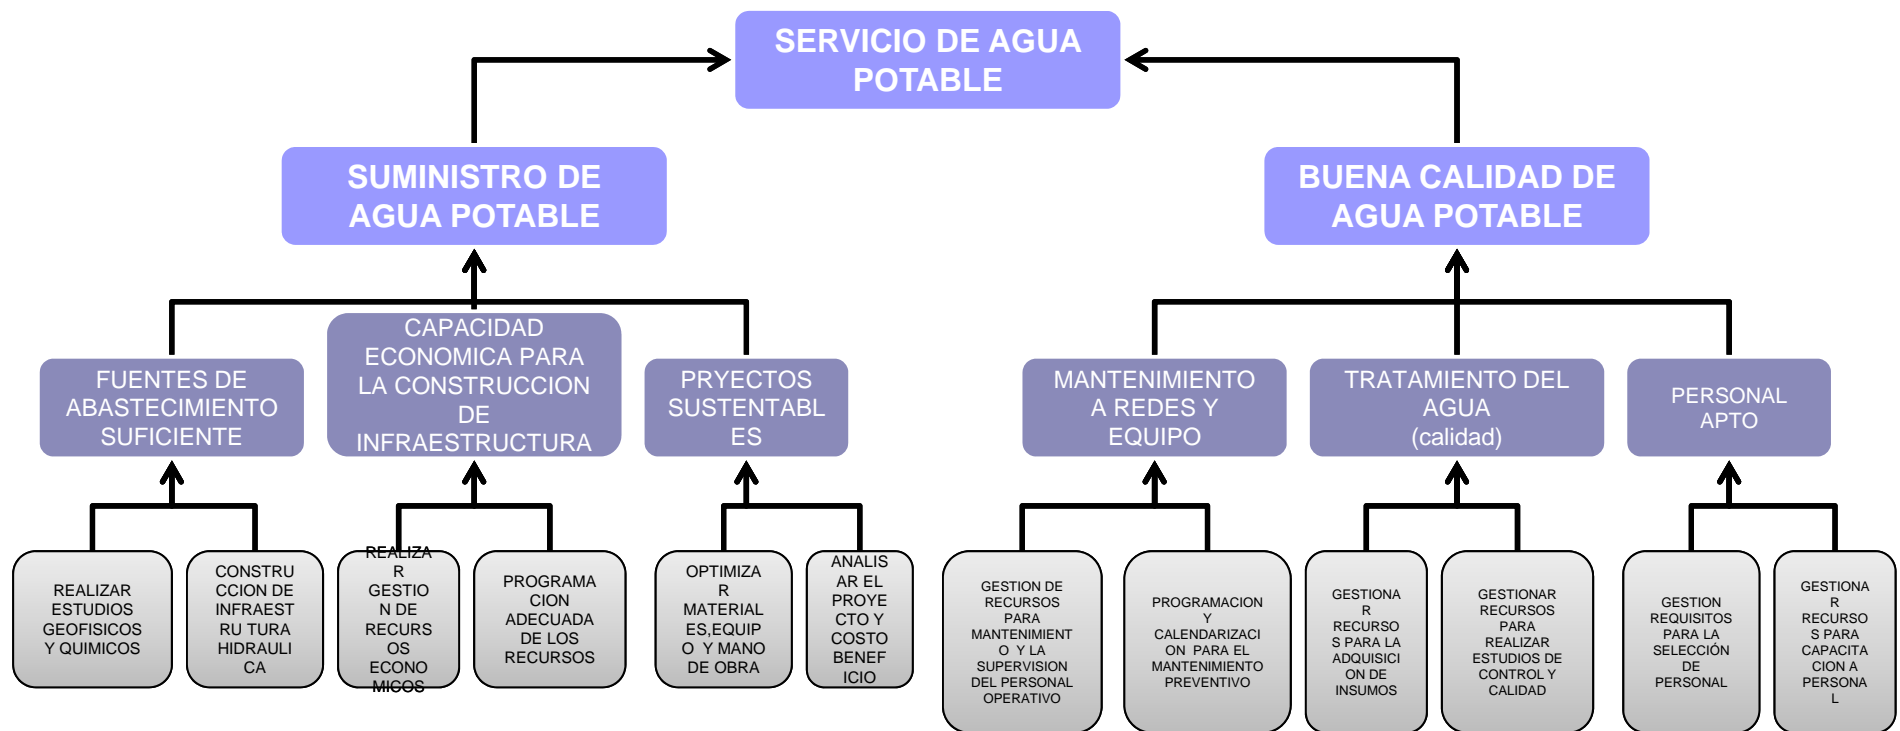 SERVICIO DE AGUA
POTABLE
SUMINISTRO DE
AGUA POTABLE
BUENA CALIDAD DE
AGUA POTABLE
FUENTES DE
ABASTECIMIENTO
SUFICIENTE
CAPACIDAD
ECONOMICA PARA
LA CONSTRUCCION
DE
INFRAESTRUCTURA
PRYECTOS
SUSTENTABL
ES
MANTENIMIENTO
A REDES Y
EQUIPO
TRATAMIENTO DEL
AGUA
(calidad)
PERSONAL
APTO
REALIZAR
ESTUDIOS
GEOFISICOS
Y QUIMICOS
CONSTRU
CCION DE
INFRAEST
RU TURA
HIDRAULI
CA
REALIZA
R
GESTIO
N DE
RECURS
OS
ECONO
MICOS
PROGRAMA
CION
ADECUADA
DE LOS
RECURSOS
OPTIMIZA
R
MATERIAL
ES,EQUIP
O Y MANO
DE OBRA
ANALIS
AR EL
PROYE
CTO Y
COSTO
BENEF
ICIO
GESTION DE
RECURSOS
PARA
MANTENIMIENT
O Y LA
SUPERVISION
DEL PERSONAL
OPERATIVO
PROGRAMACION
Y
CALENDARIZACI
ON PARA EL
MANTENIMIENTO
PREVENTIVO
GESTIONA
R
RECURSO
S PARA LA
ADQUISICI
ON DE
INSUMOS
GESTIONAR
RECURSOS
PARA
REALIZAR
ESTUDIOS DE
CONTROL Y
CALIDAD
GESTION
REQUISITOS
PARA LA
SELECCIÓN
DE
PERSONAL
GESTIONA
R
RECURSO
S PARA
CAPACITA
CION A
PERSONA
L